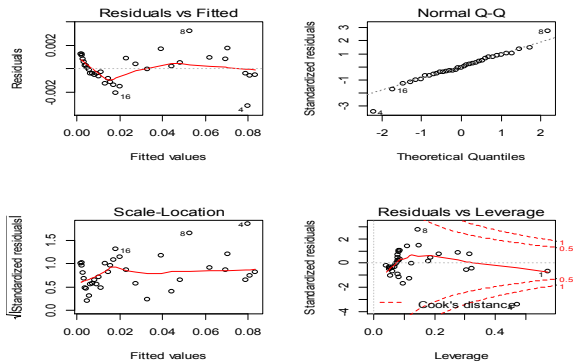 Residuals vs Fitted
Residuals
0.002
-0.002
8
16
4
0.00 0.02 0.04 0.06 0.08
Fitted values
Normal Q-Q
Standardized residuals
3
1
-1
-3
8
16
4
-2 -1 0 1 2
Theoretical Quantiles
Scale-Location
√|Standardized residuals|
1.5
1.0
0.5
0.0
4
8
16
0.00 0.02 0.04 0.06 0.08
Fitted values
Residuals vs Leverage
Standardized residuals
2
0
-2
-4
8
1
4
1
0.5
0.5
1
Cook's distance
0.0 0.2 0.4 0.6
Leverage